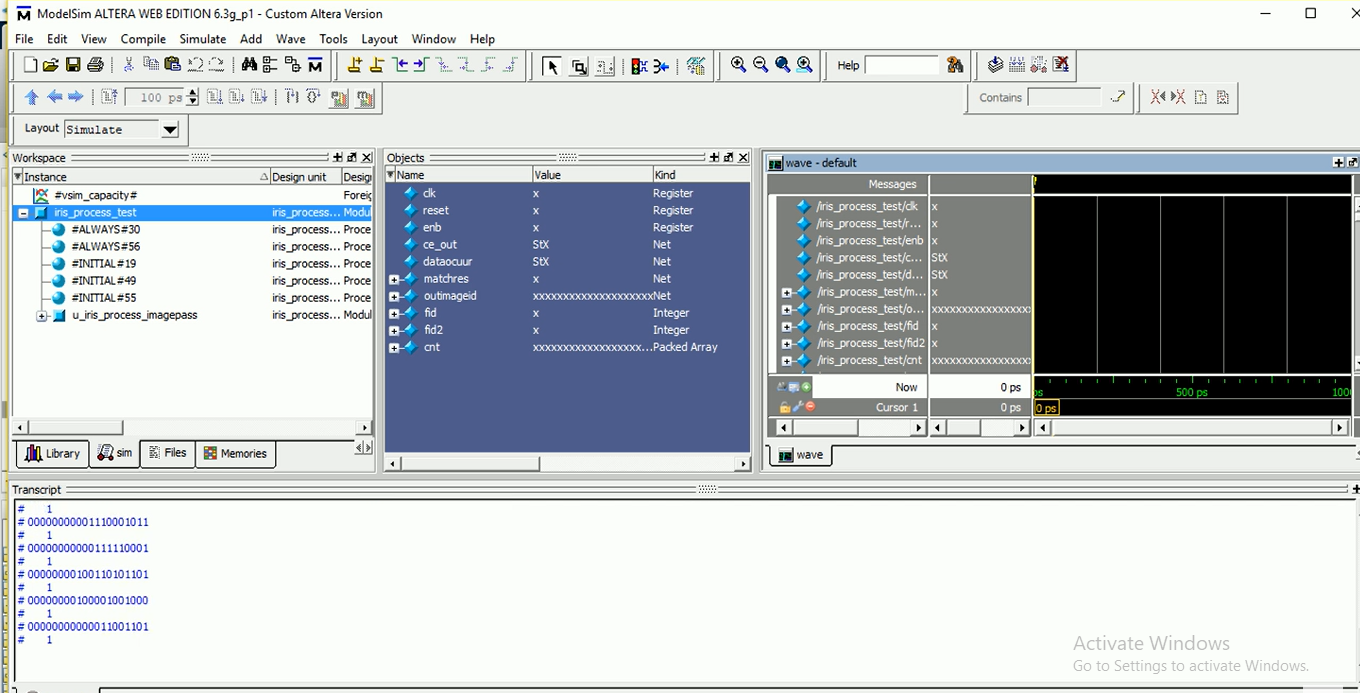 ModelSim ALTERA WEB EDITION 6.3g_p1 - Custom Altera Version
File Edit View Compile Simulate Add Wave Tools Layout Window Help
Help
100 ps
Contains
Layout Simulate
Workspace
Instance Design unit Desig
#vsim_capacity# Foreig
iris_process_test iris_process... Modul
#ALWAYS#30 iris_process... Proce
#ALWAYS#56 iris_process... Proce
#INITIAL#19 iris_process... Proce
#INITIAL#49 iris_process... Proce
#INITIAL#55 iris_process... Proce
u_iris_process_imagepass iris_process... Modul
Library sim Files Memories
Objects
Name Value Kind
clk x Register
reset x Register
enb x Register
ce_out StX Net
dataocuur StX Net
matchres x Net
outimageid xxxxxxxxxxxxxxxxxxxx Net
fid x Integer
fid2 x Integer
cnt xxxxxxxxxxxxxxxxxx... Packed Array
wave - default
Messages
/iris_process_test/clk x
/iris_process_test/r... x
/iris_process_test/enb x
/iris_process_test/c... StX
/iris_process_test/d... StX
/iris_process_test/m... x
/iris_process_test/o... xxxxxxxxxxxxxxxx
/iris_process_test/fid x
/iris_process_test/fid2 x
/iris_process_test/cnt xxxxxxxxxxxxxxxx
Now 0 ps
ps 500 ps 100
Cursor 1 0 ps 0 ps
wave
Transcript
# 1
# 00000000001110001011
# 1
# 00000000000111110001
# 1
# 00000000100110101101
# 1
# 00000000100001001000
# 1
# 00000000000011001101
# 1
Activate Windows
Go to Settings to activate Windows.